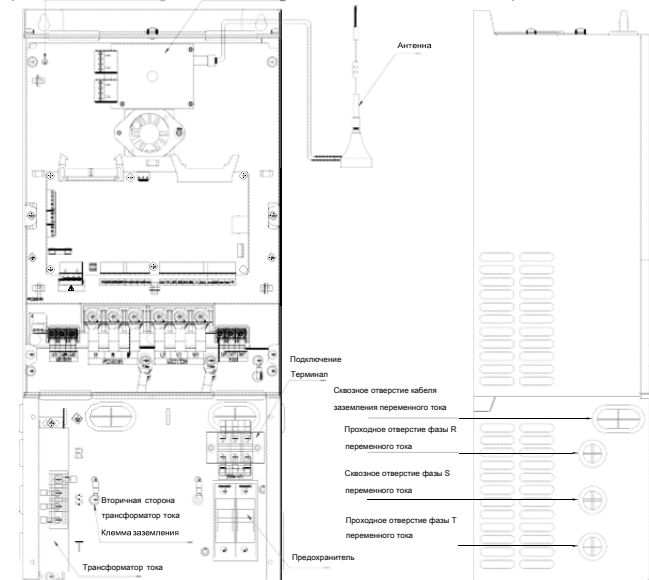 Антенна
Подключение
Терминал
Сквозное отверстие кабеля
заземления переменного тока
Проходное отверстие фазы R
переменного тока
Сквозное отверстие фазы S
переменного тока
Проходное отверстие фазы T
переменного тока
R
Вторичная сторона
трансформатор тока
Клемма заземления
T
Предохранитель
Трансформатор тока